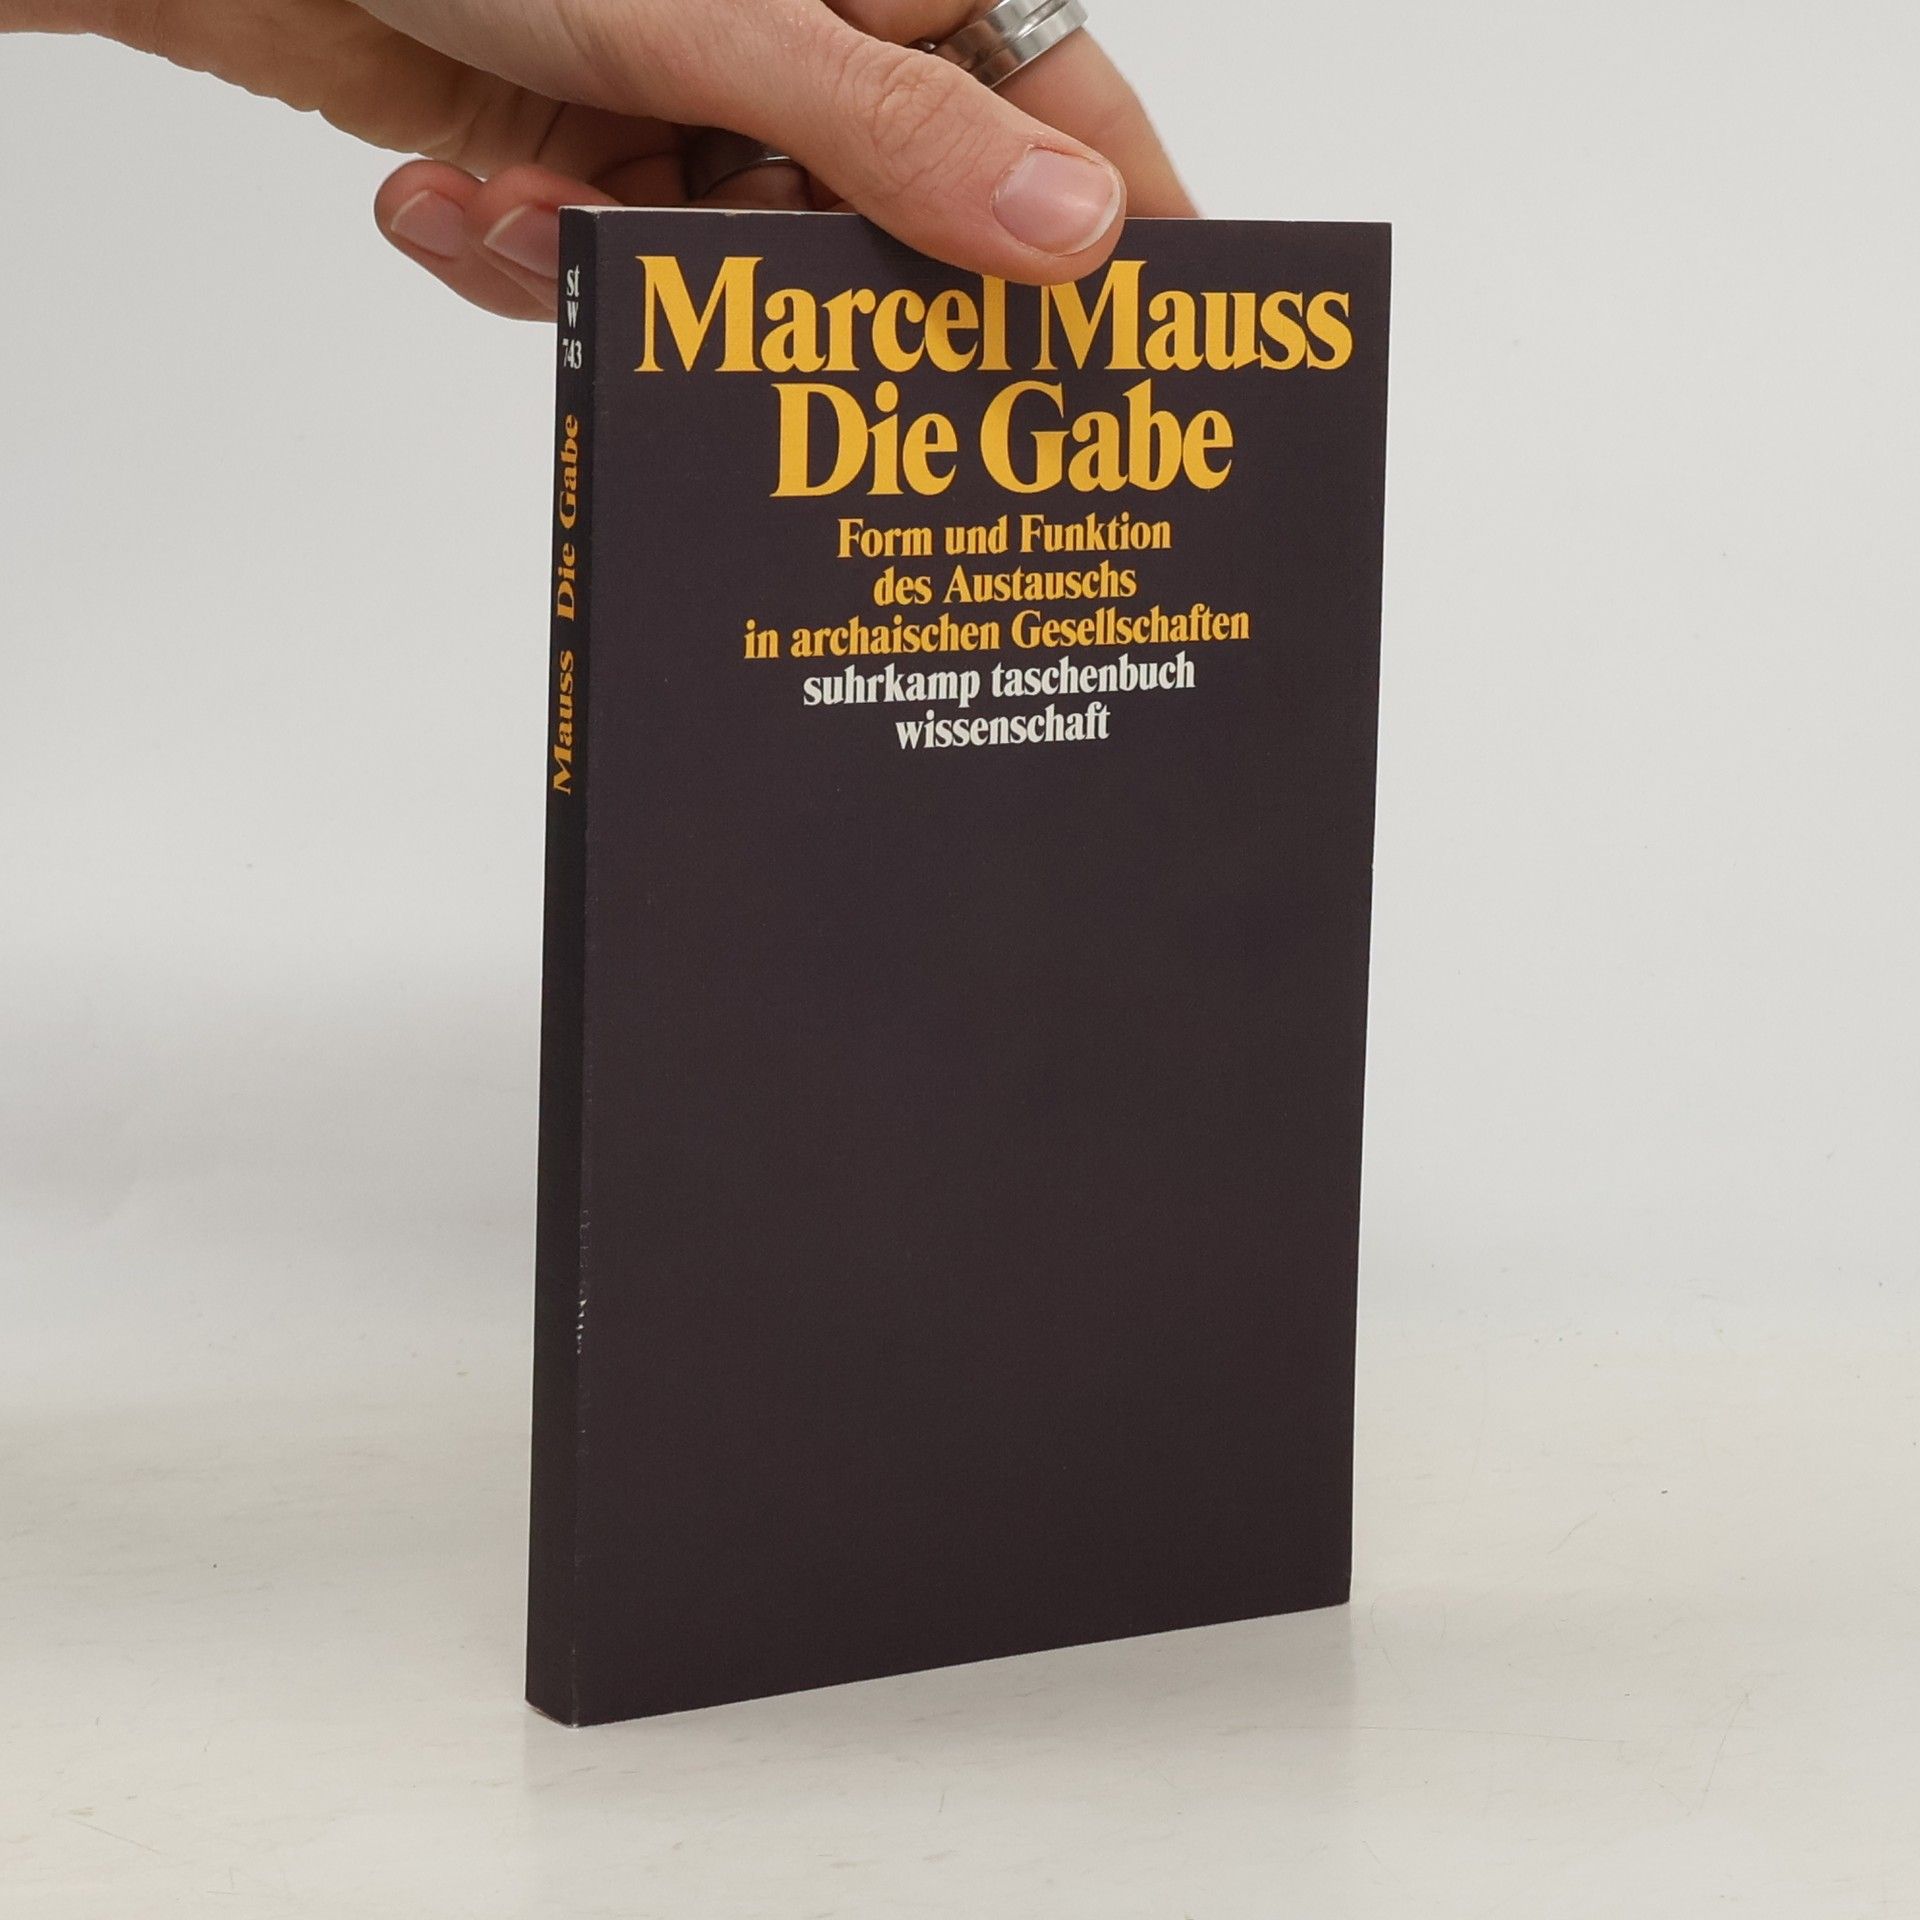 Marcel Mauss
Die Gabe
Form und Funktion
des Austauschs
in archaischen Gesellschaften
suhrkamp taschenbuch
wissenschaft
st
w
743
Mauss Die Gabe